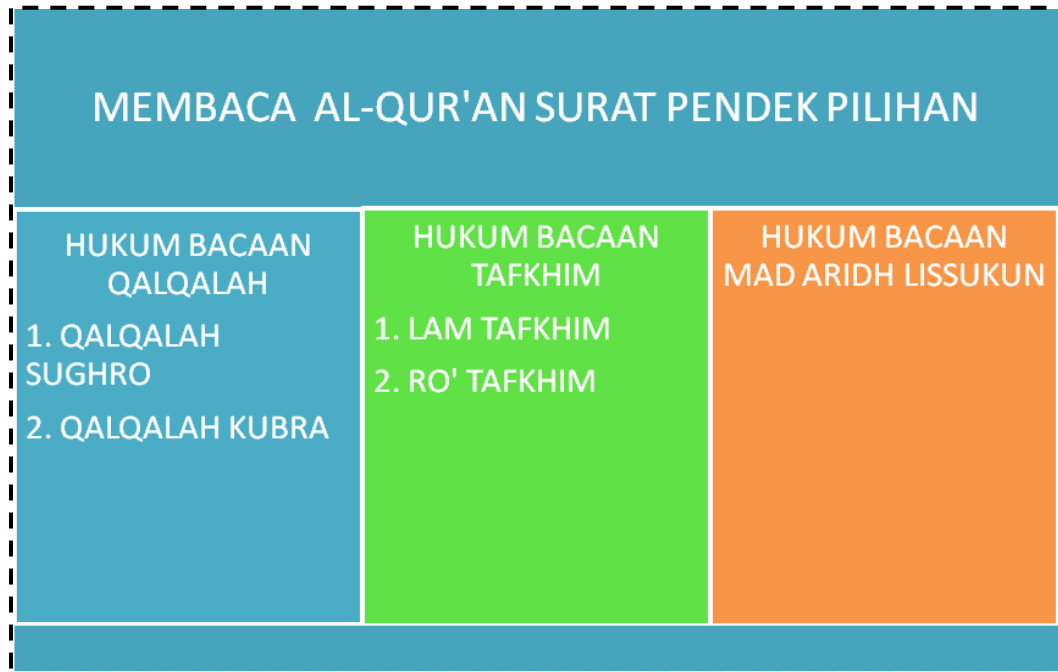 MEMBACA AL-QUR'AN SURAT PENDEK PILIHAN
HUKUM BACAAN
QALQALAH
1. QALQALAH
SUGHRO
2. QALQALAH KUBRA
HUKUM BACAAN
TAFKHIM
1. LAM TAFKHIM
2. RO' TAFKHIM
HUKUM BACAAN
MAD ARIDH LISSUKUN